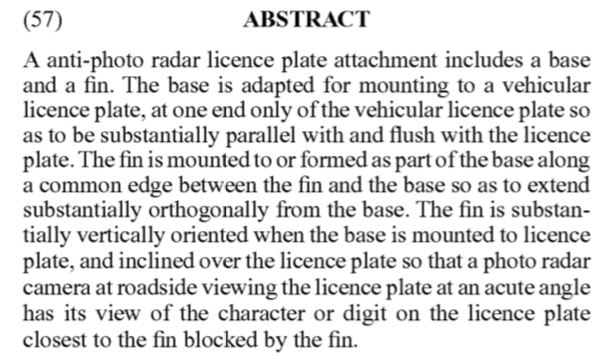 (57) ABSTRACT
A anti-photo radar licence plate attachment includes a base
and a fin. The base is adapted for mounting to a vehicular
licence plate, at one end only of the vehicular licence plate so
as to be substantially parallel with and flush with the licence
plate. The fin is mounted to or formed as part of the base along
a common edge between the fin and the base so as to extend
substantially orthogonally from the base. The fin is substan-
tially vertically oriented when the base is mounted to licence
plate, and inclined over the licence plate so that a photo radar
camera at roadside viewing the licence plate at an acute angle
has its view of the character or digit on the licence plate
closest to the fin blocked by the fin.